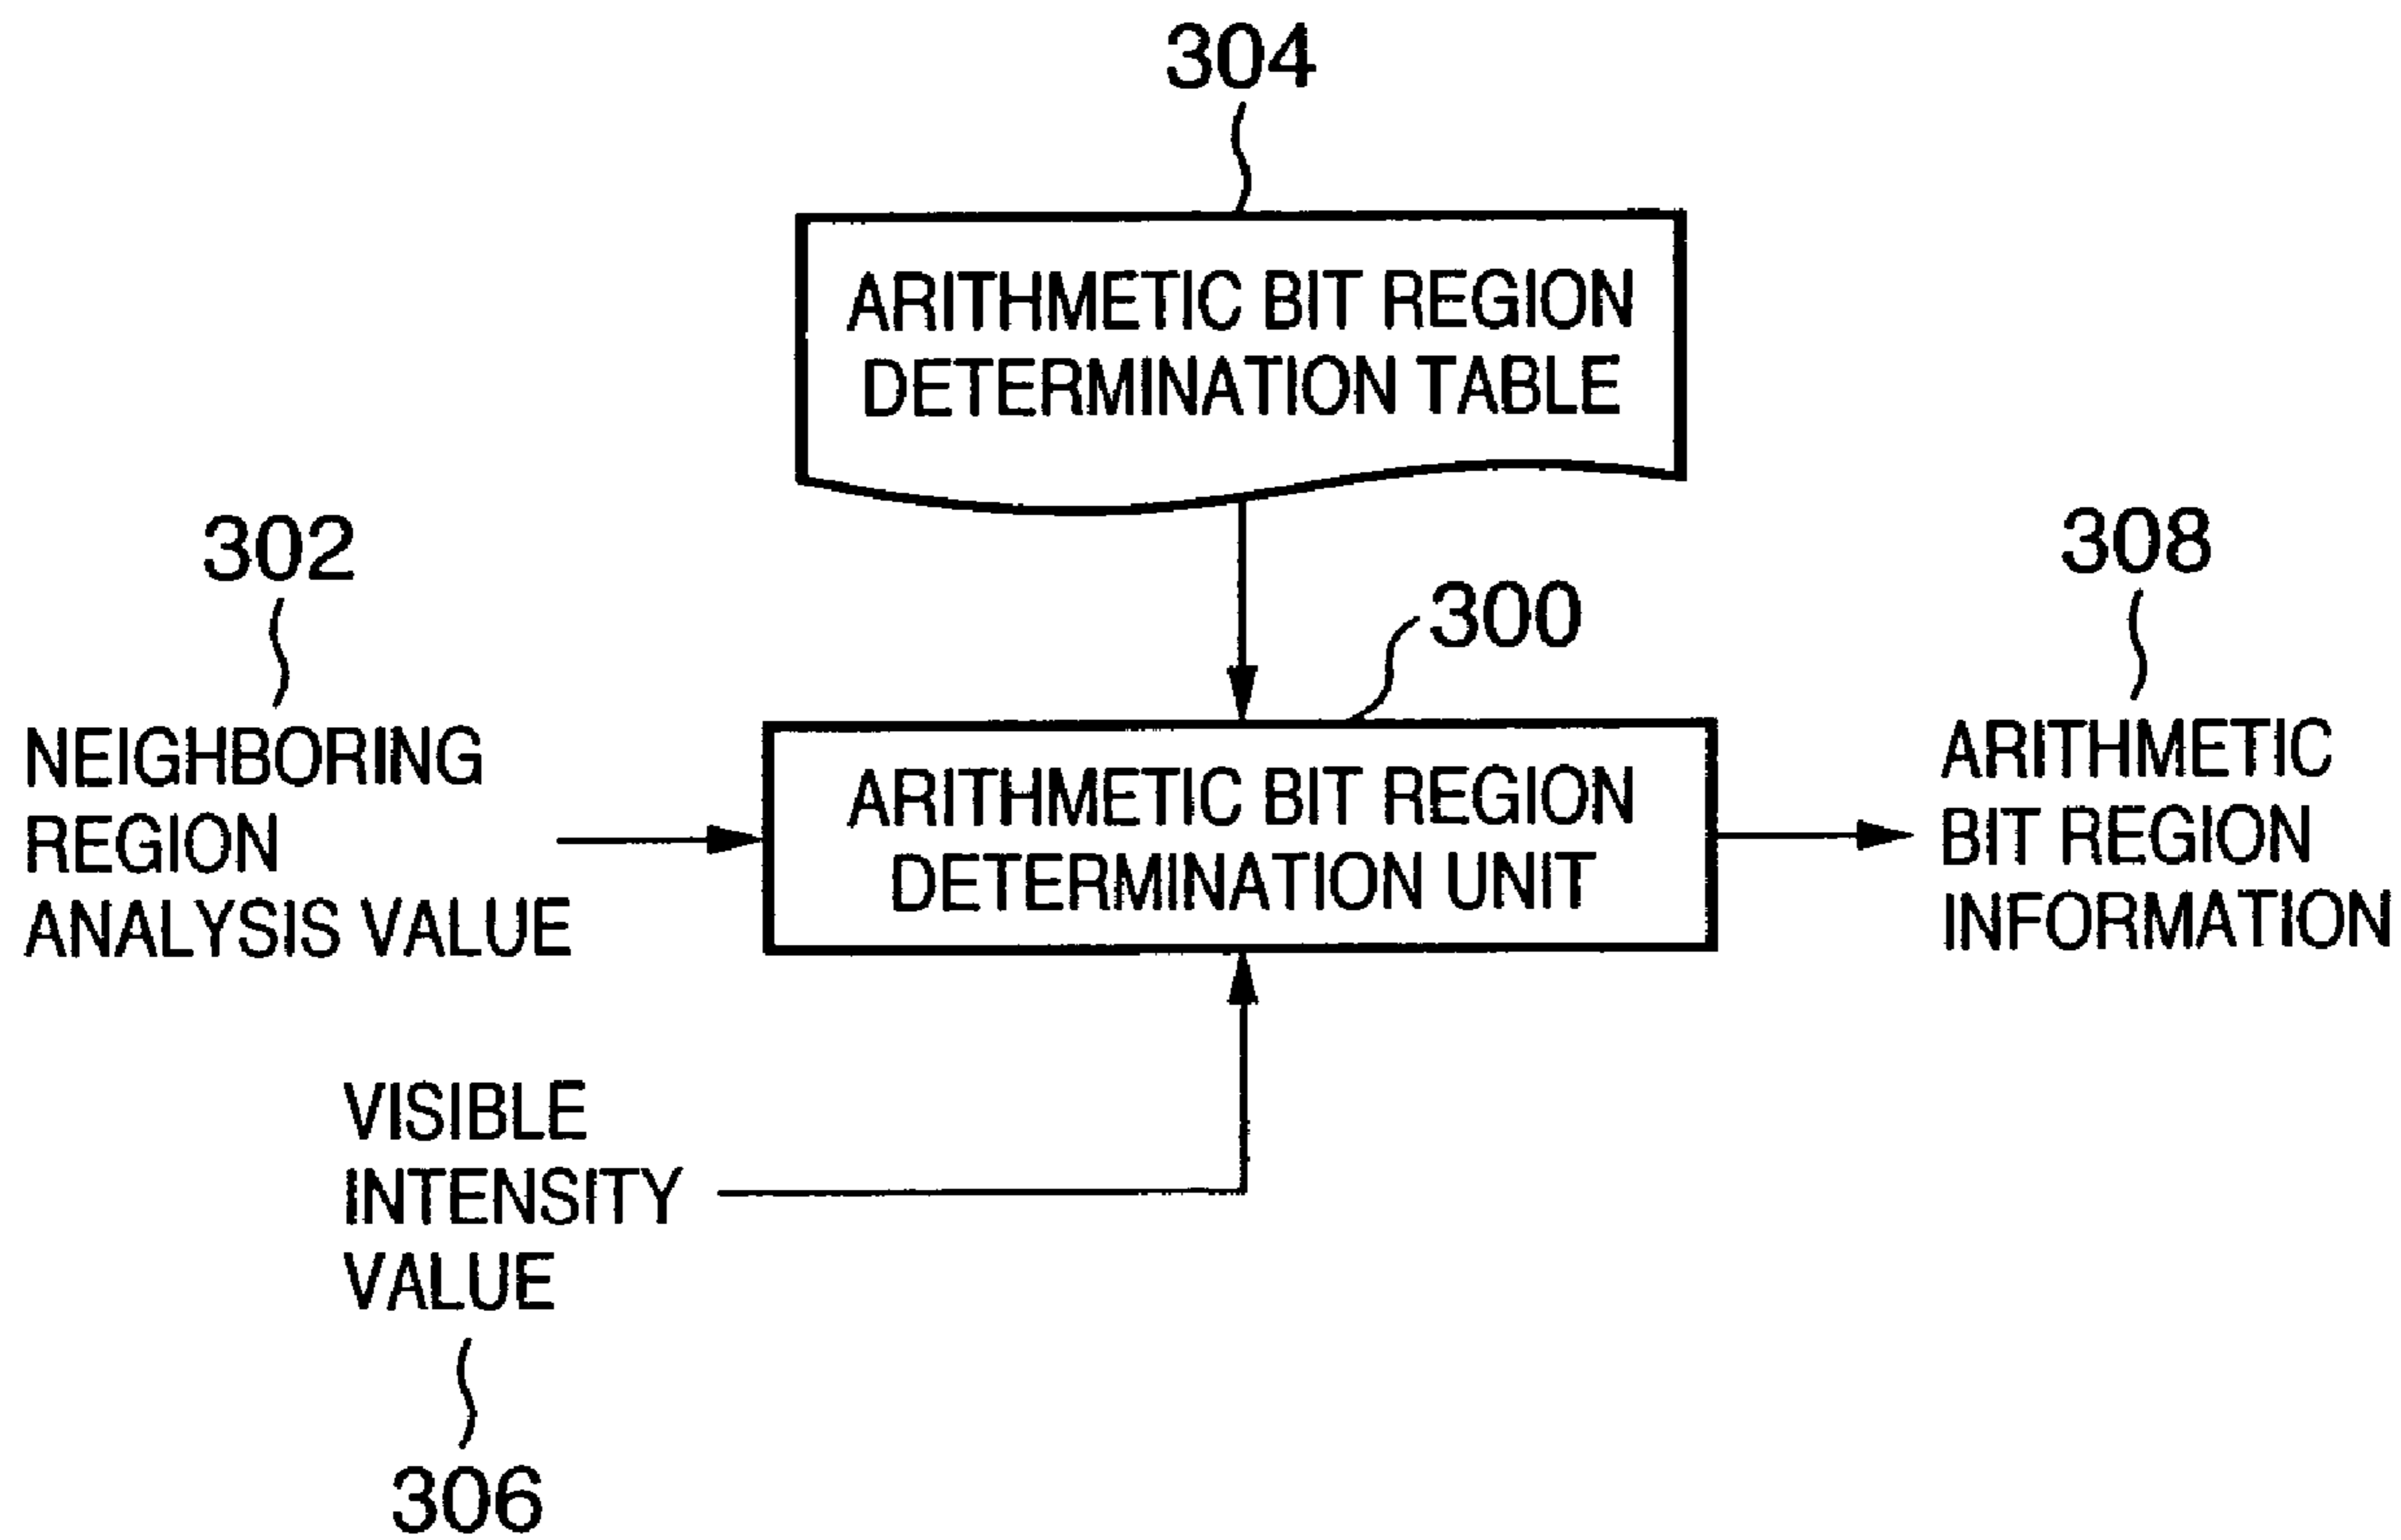 304
ARITHMETIC BIT REGION
DETERMINATION TABLE
302
NEIGHBORING
REGION
ANALYSIS VALUE
300
ARITHMETIC BIT REGION
DETERMINATION UNIT
308
ARITHMETIC
BIT REGION
INFORMATION
VISIBLE
INTENSITY
VALUE
306